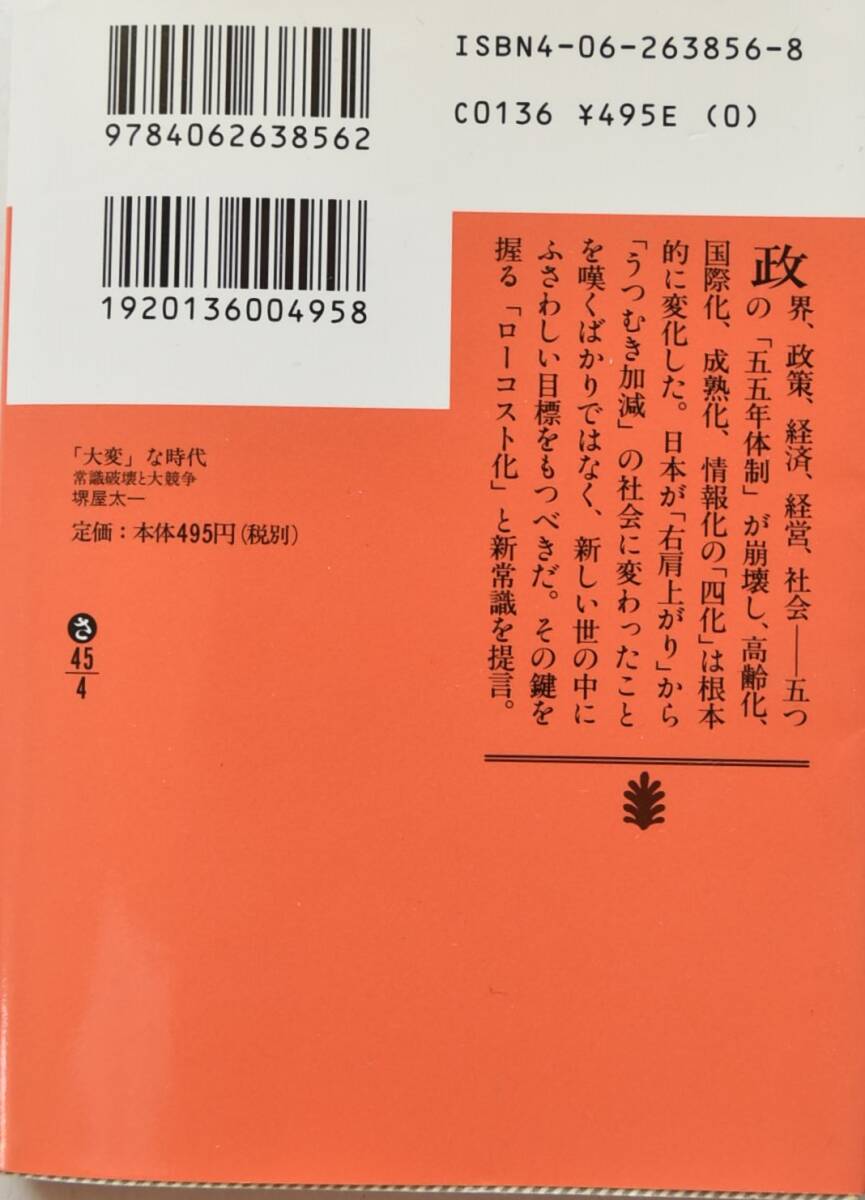 9784062638562
ISBN4-06-263856-8
C0136 ¥495E (0)
1920136004958
政界、政策、経済、経営、社会──五つ
の「五五年体制」が崩壊し、高齢化、
国際化、成熟化、情報化の「四化」は根本
的に変化した。日本が「右肩上がり」から
「うつむき加減」の社会に変わったこと
を嘆くばかりではなく、新しい世の中に
ふさわしい目標をもつべきだ。その鍵を
握る「ローコスト化」と新常識を提言。
「大変」な時代
常識破壊と大競争
堺屋太一
定価：本体495円（税別）
さ
45
4